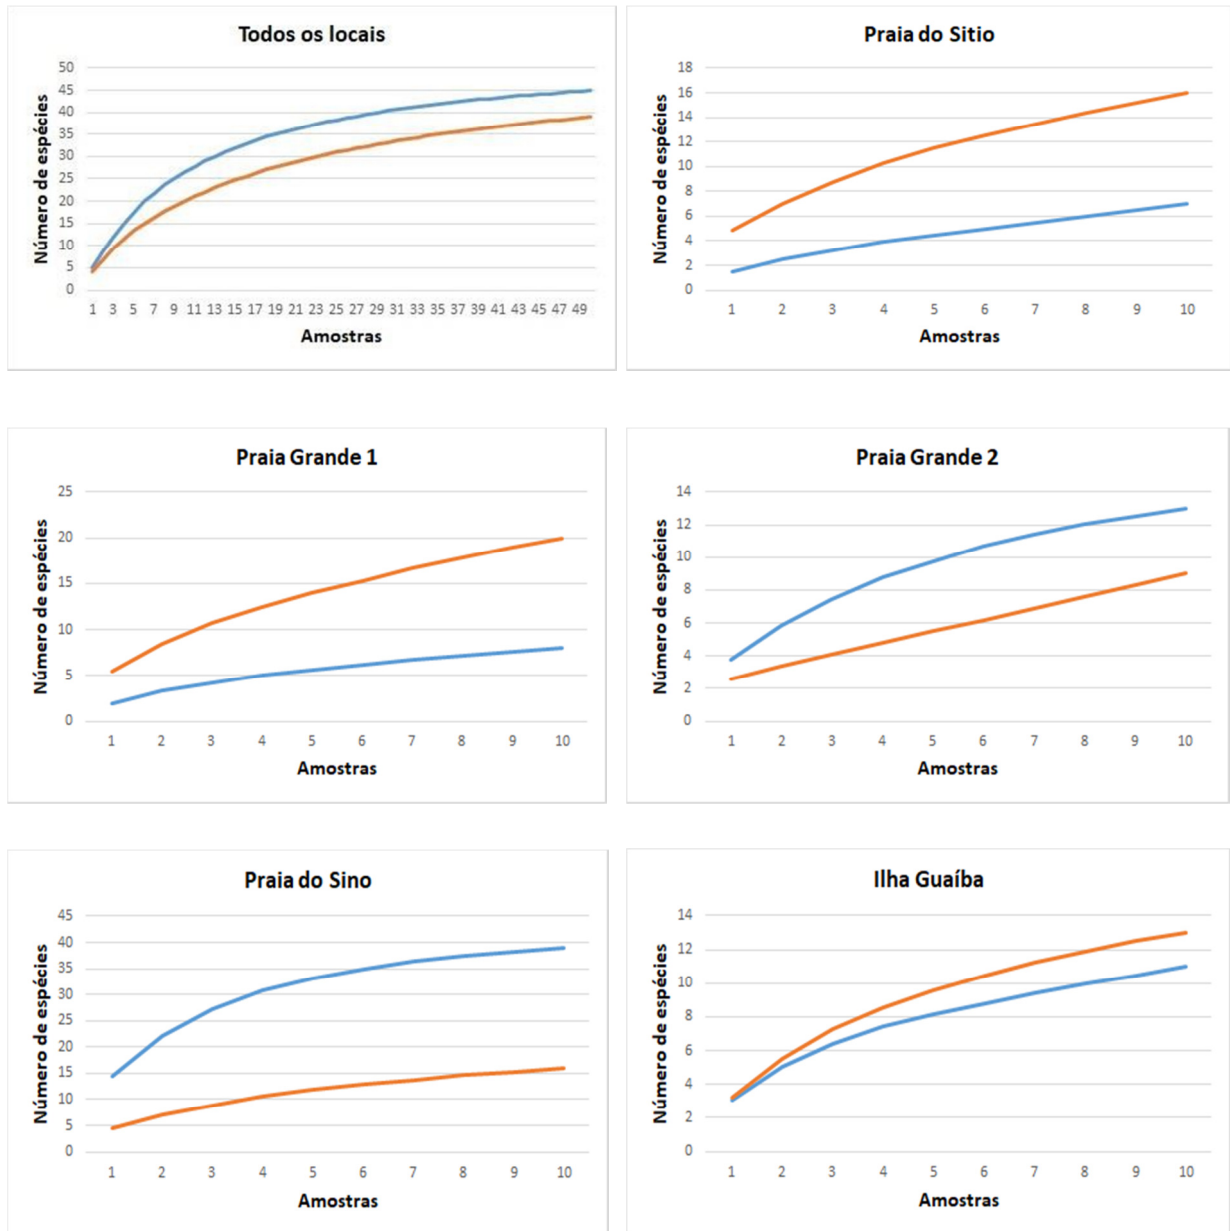 Todos os locais
Número de espécies
50
45
40
35
30
25
20
15
10
5
0
1 3 5 7 9 11 13 15 17 19 21 23 25 27 29 31 33 35 37 39 41 43 45 47 49
Amostras
Praia do Sitio
Número de espécies
18
16
14
12
10
8
6
4
2
0
1 2 3 4 5 6 7 8 9 10
Amostras
Praia Grande 1
Número de espécies
25
20
15
10
5
0
1 2 3 4 5 6 7 8 9 10
Amostras
Praia Grande 2
Número de espécies
14
12
10
8
6
4
2
0
1 2 3 4 5 6 7 8 9 10
Amostras
Praia do Sino
Número de espécies
45
40
35
30
25
20
15
10
5
0
1 2 3 4 5 6 7 8 9 10
Amostras
Ilha Guaíba
Número de espécies
14
12
10
8
6
4
2
0
1 2 3 4 5 6 7 8 9 10
Amostras